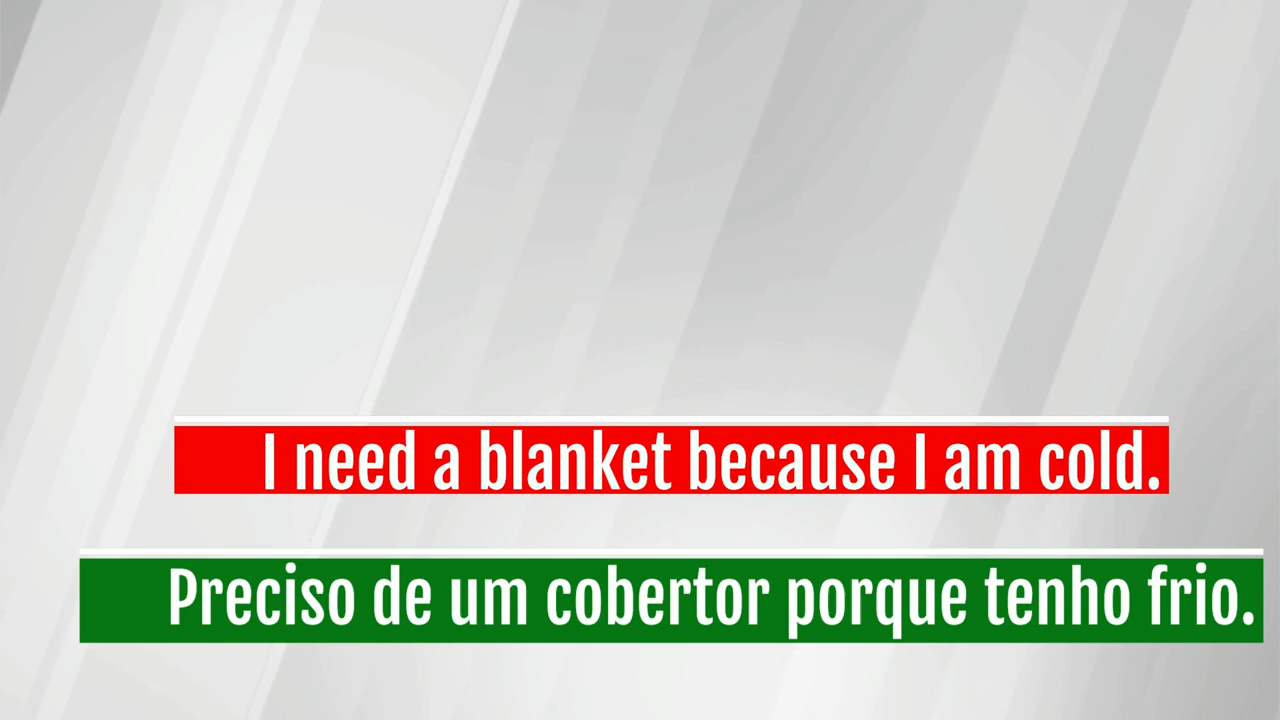 I need a blanket because I am cold.
Preciso de um cobertor porque tenho frio.